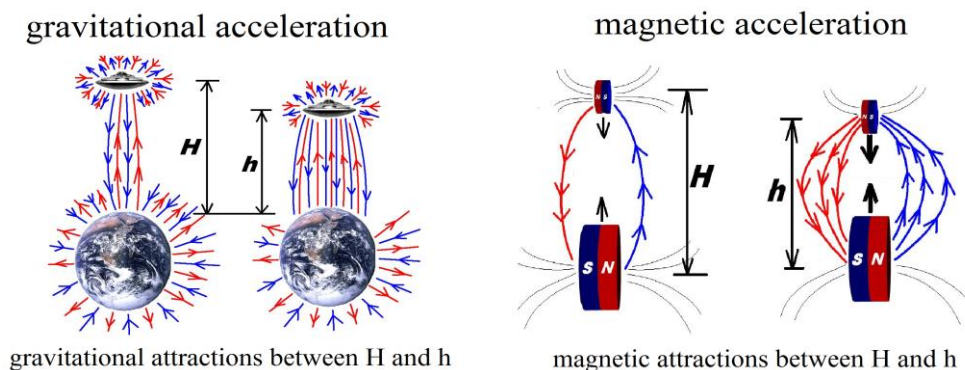 gravitational acceleration
magnetic acceleration
H
h
N S
H
S N
N S
h
S N
gravitational attractions between H and h
magnetic attractions between H and h